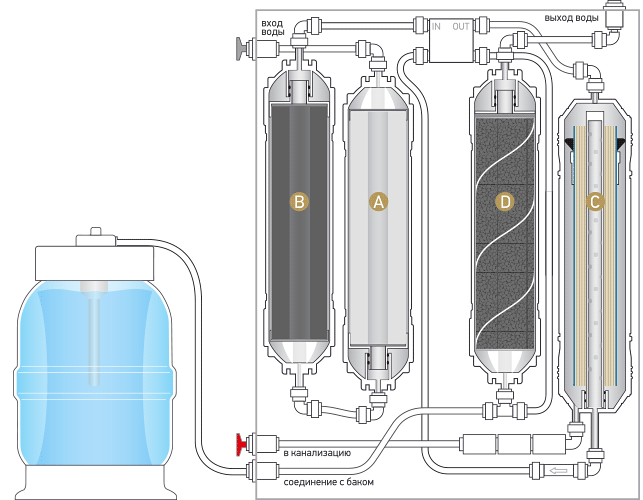 вход
воды
IN OUT
выход воды
B
A
D
C
в канализацию
соединение с баком